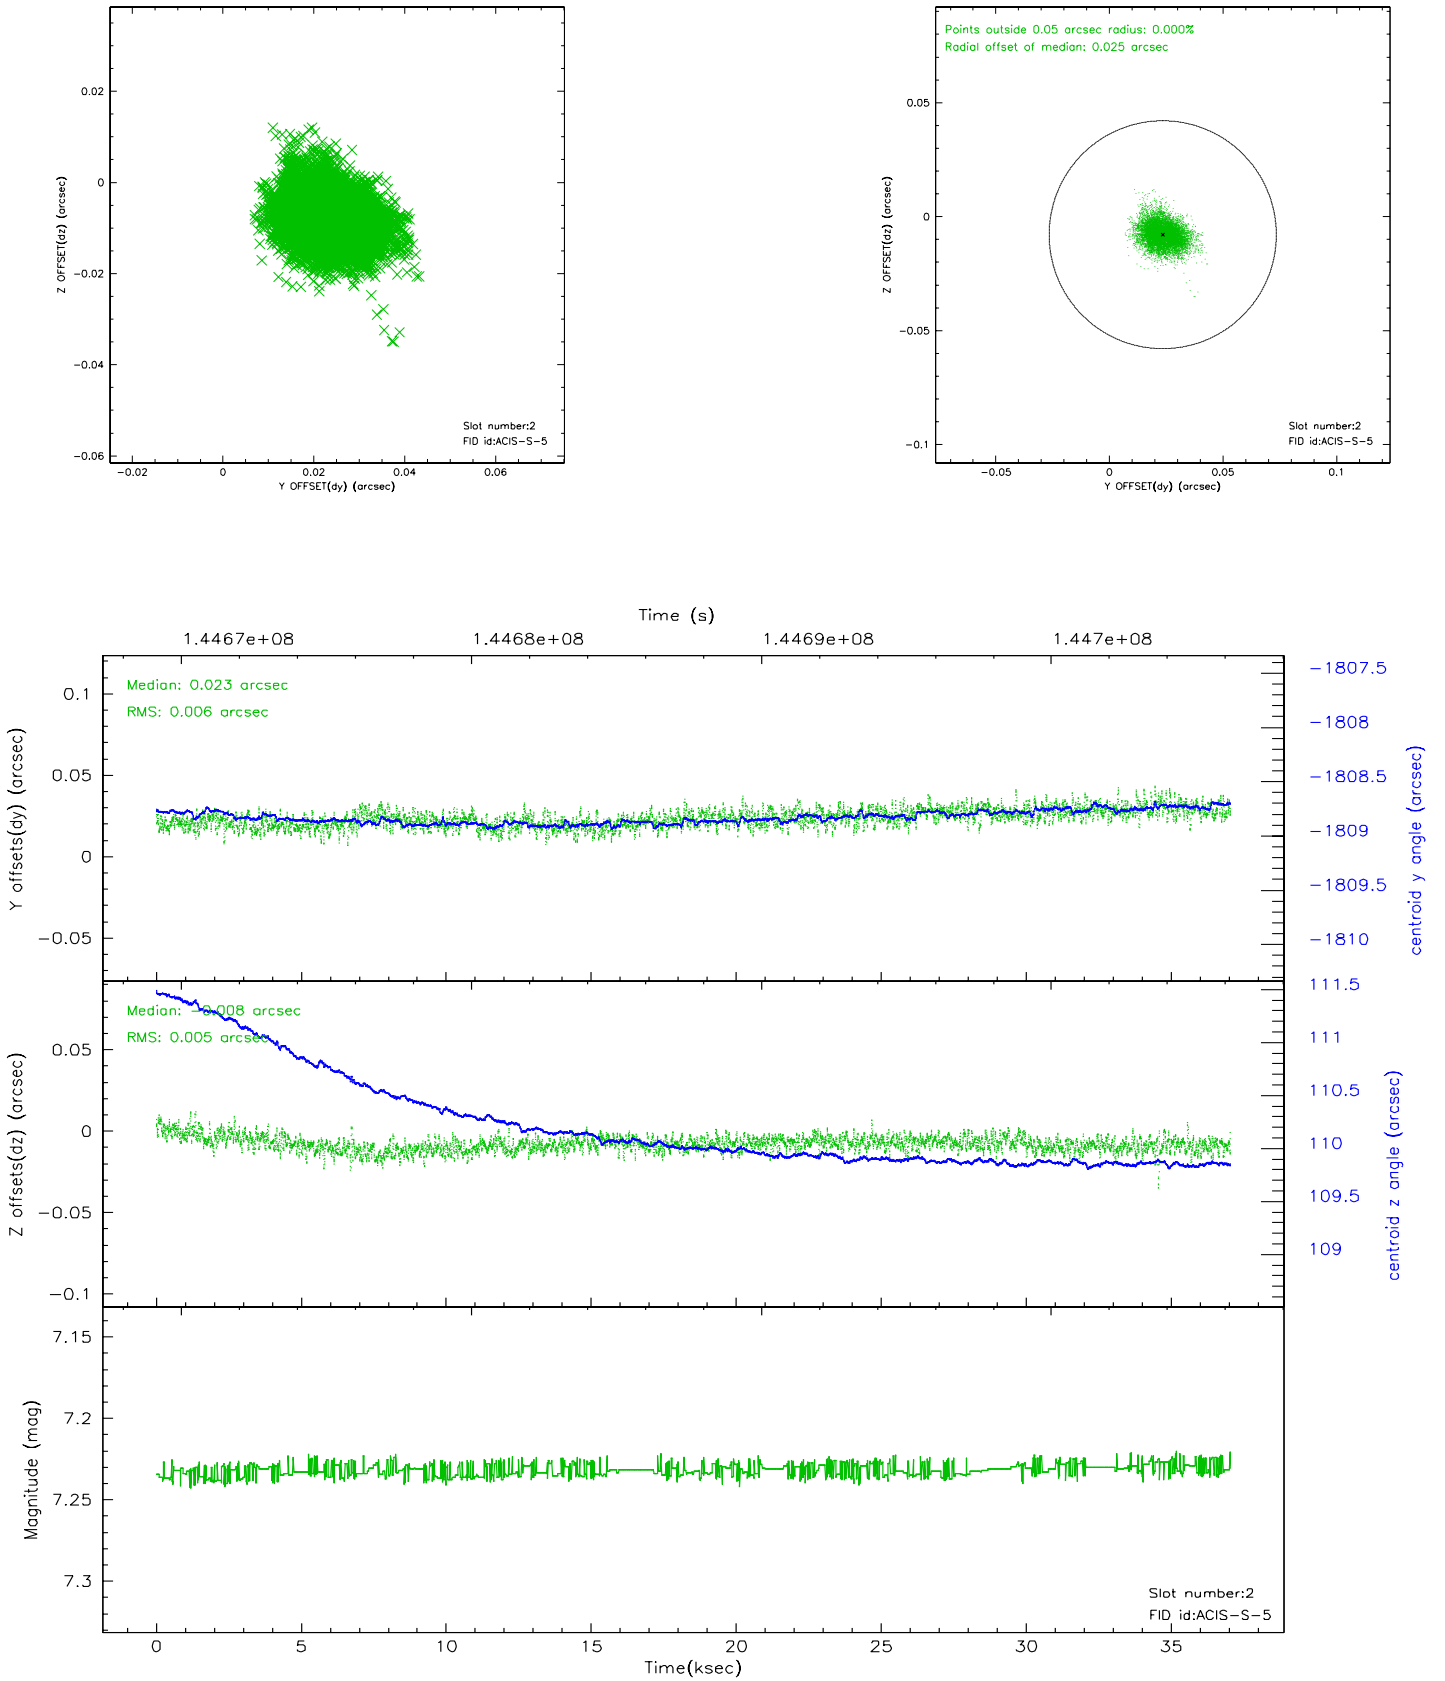 0.02
0
−0.02
−0.04
−0.06
−0.02
0
0.02
0.04
0.06
Z OFFSET(dz) (arcsec)
Y OFFSET(dy) (arcsec)
Slot number:2
FID id:ACIS−S−5
Points outside 0.05 arcsec radius: 0.000%
Radial offset of median: 0.025 arcsec
0.05
0
−0.05
−0.1
−0.05
0
0.05
0.1
Z OFFSET(dz) (arcsec)
Y OFFSET(dy) (arcsec)
Slot number:2
FID id:ACIS−S−5
Time (s)
1.4467e+08
1.4468e+08
1.4469e+08
1.447e+08
Median: 0.023 arcsec
RMS: 0.006 arcsec
0.1
0.05
0
−0.05
Y offsets(dy) (arcsec)
−1807.5
−1808
−1808.5
−1809
−1809.5
−1810
centroid y angle (arcsec)
Median: −0.008 arcsec
RMS: 0.005 arcsec
0.05
0
−0.05
−0.1
Z offsets(dz) (arcsec)
111.5
111
110.5
110
109.5
109
centroid z angle (arcsec)
7.15
7.2
7.25
7.3
Magnitude (mag)
Slot number:2
FID id:ACIS−S−5
0
5
10
15
20
25
30
35
Time(ksec)